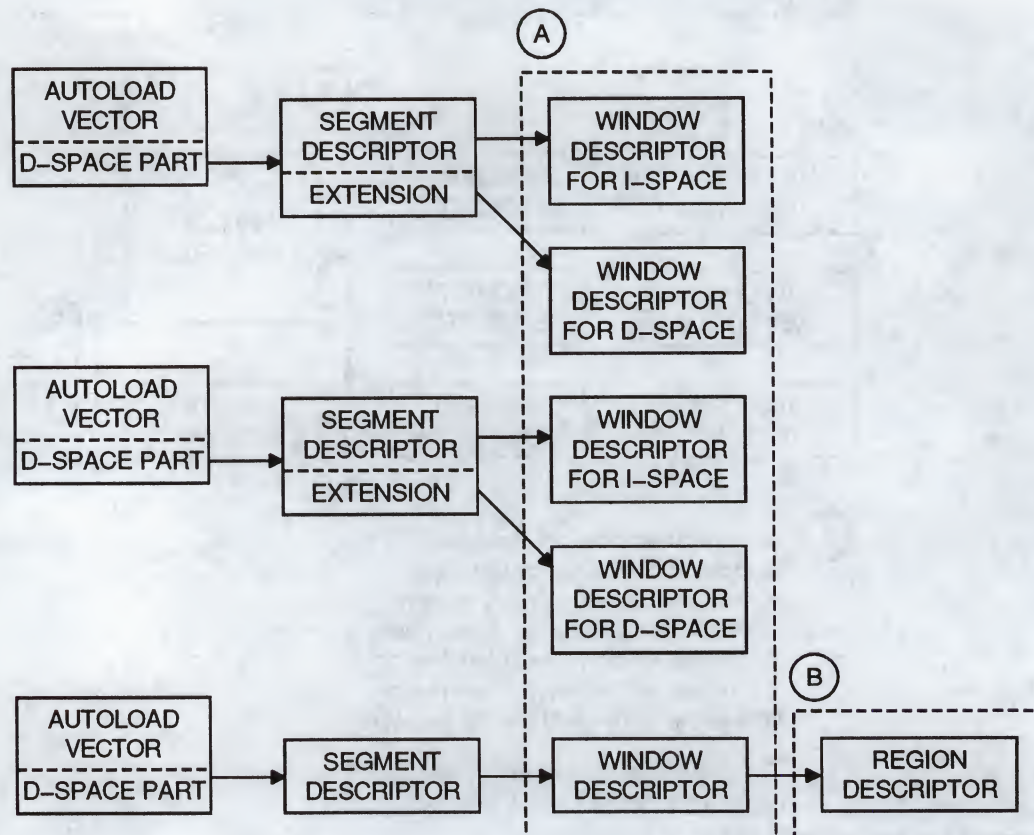 A
AUTOLOAD
VECTOR
D–SPACE PART
SEGMENT
DESCRIPTOR
EXTENSION
WINDOW
DESCRIPTOR
FOR I–SPACE
WINDOW
DESCRIPTOR
FOR D–SPACE
AUTOLOAD
VECTOR
D–SPACE PART
SEGMENT
DESCRIPTOR
EXTENSION
WINDOW
DESCRIPTOR
FOR I–SPACE
WINDOW
DESCRIPTOR
FOR D–SPACE
B
AUTOLOAD
VECTOR
D–SPACE PART
SEGMENT
DESCRIPTOR
WINDOW
DESCRIPTOR
REGION
DESCRIPTOR